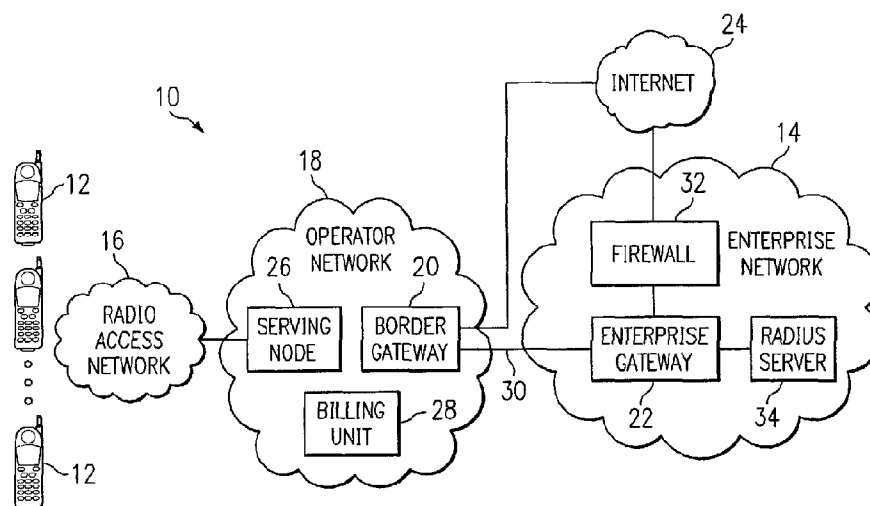 24
INTERNET
10
12
18
14
OPERATOR
NETWORK
32
FIREWALL
ENTERPRISE
NETWORK
16
RADIO
ACCESS
NETWORK
26
SERVING
NODE
20
BORDER
GATEWAY
30
ENTERPRISE
GATEWAY
22
RADIUS
SERVER
34
BILLING
UNIT
28
12